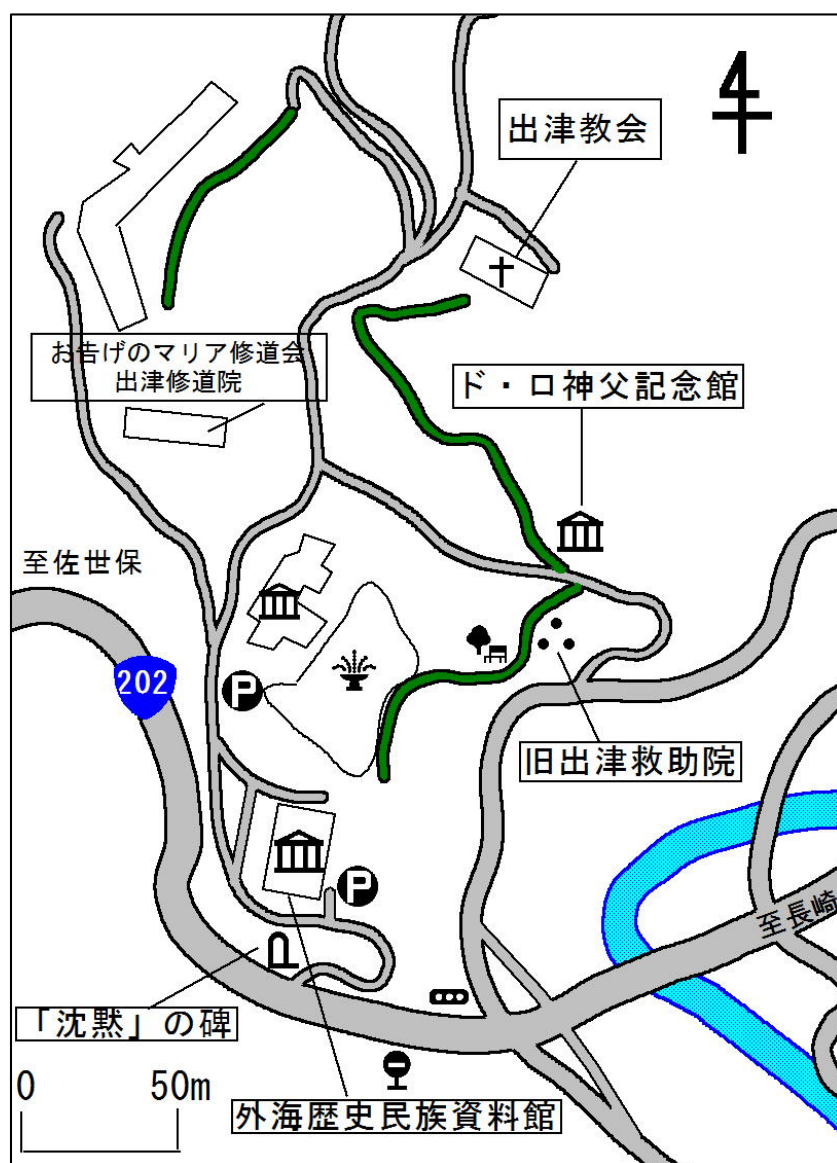 出津教会
お告げのマリア修道会
出津修道院
ド・ロ神父記念館
至佐世保
202
P
旧出津救助院
P
至長崎
「沈黙」の碑
0 50m
外海歴史民族資料館